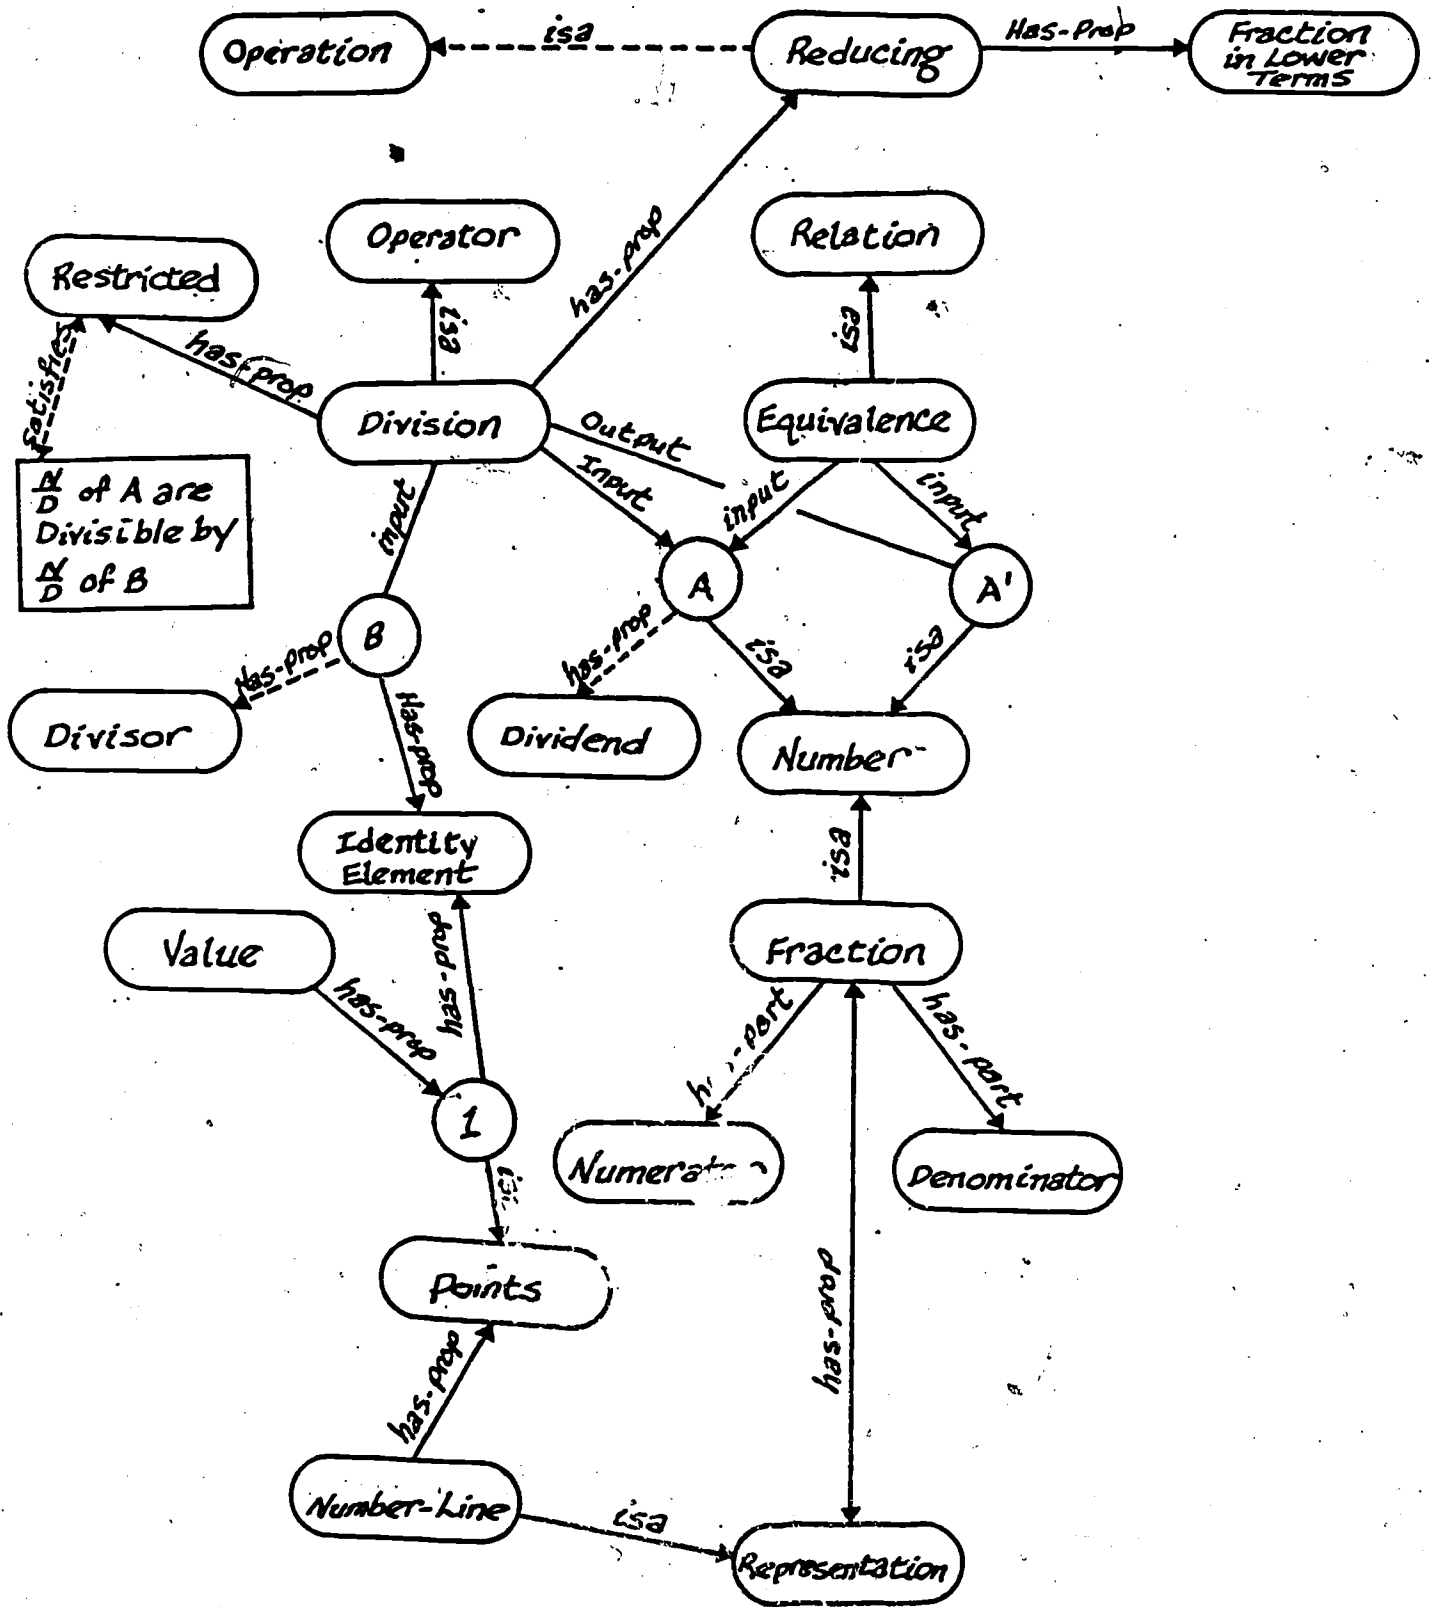 Operation
isa
Reducing
Has-Prop
Fraction
in Lower
Terms
Operator
has-prop
Relation
Restricted
isa
isa
Satisfies
has-prop
Division
Output
Input
Equivalence
input
input
input
N/D of A are
Divisible by
N/D of B
B
A
A'
Has-prop
has-prop
isa
isa
Divisor
Has-prop
Dividend
Number
Identity
Element
isa
Value
has-prop
has-prop
Fraction
-part
has-part
1
Denominator
Points
has-prop
has-prop
Number-Line
isa
Representation